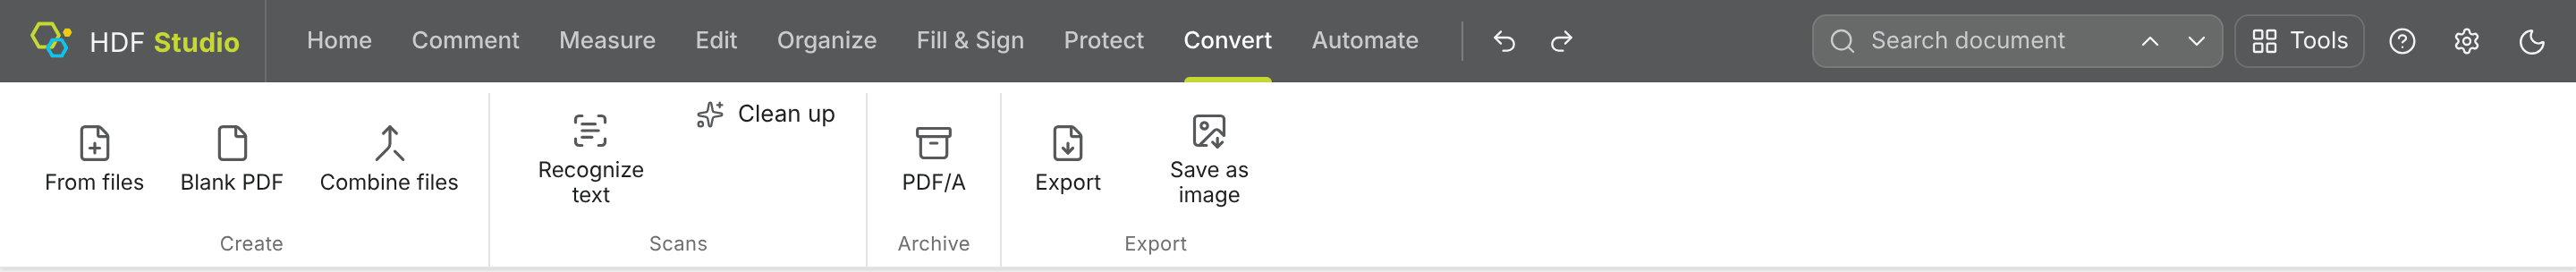 HDF Studio
Home Comment Measure Edit Organize Fill & Sign Protect Convert Automate Search document Tools
From files Blank PDF Combine files
Recognize
text
Clean up
PDF/A
Export
Save as
image
Create Scans Archive Export